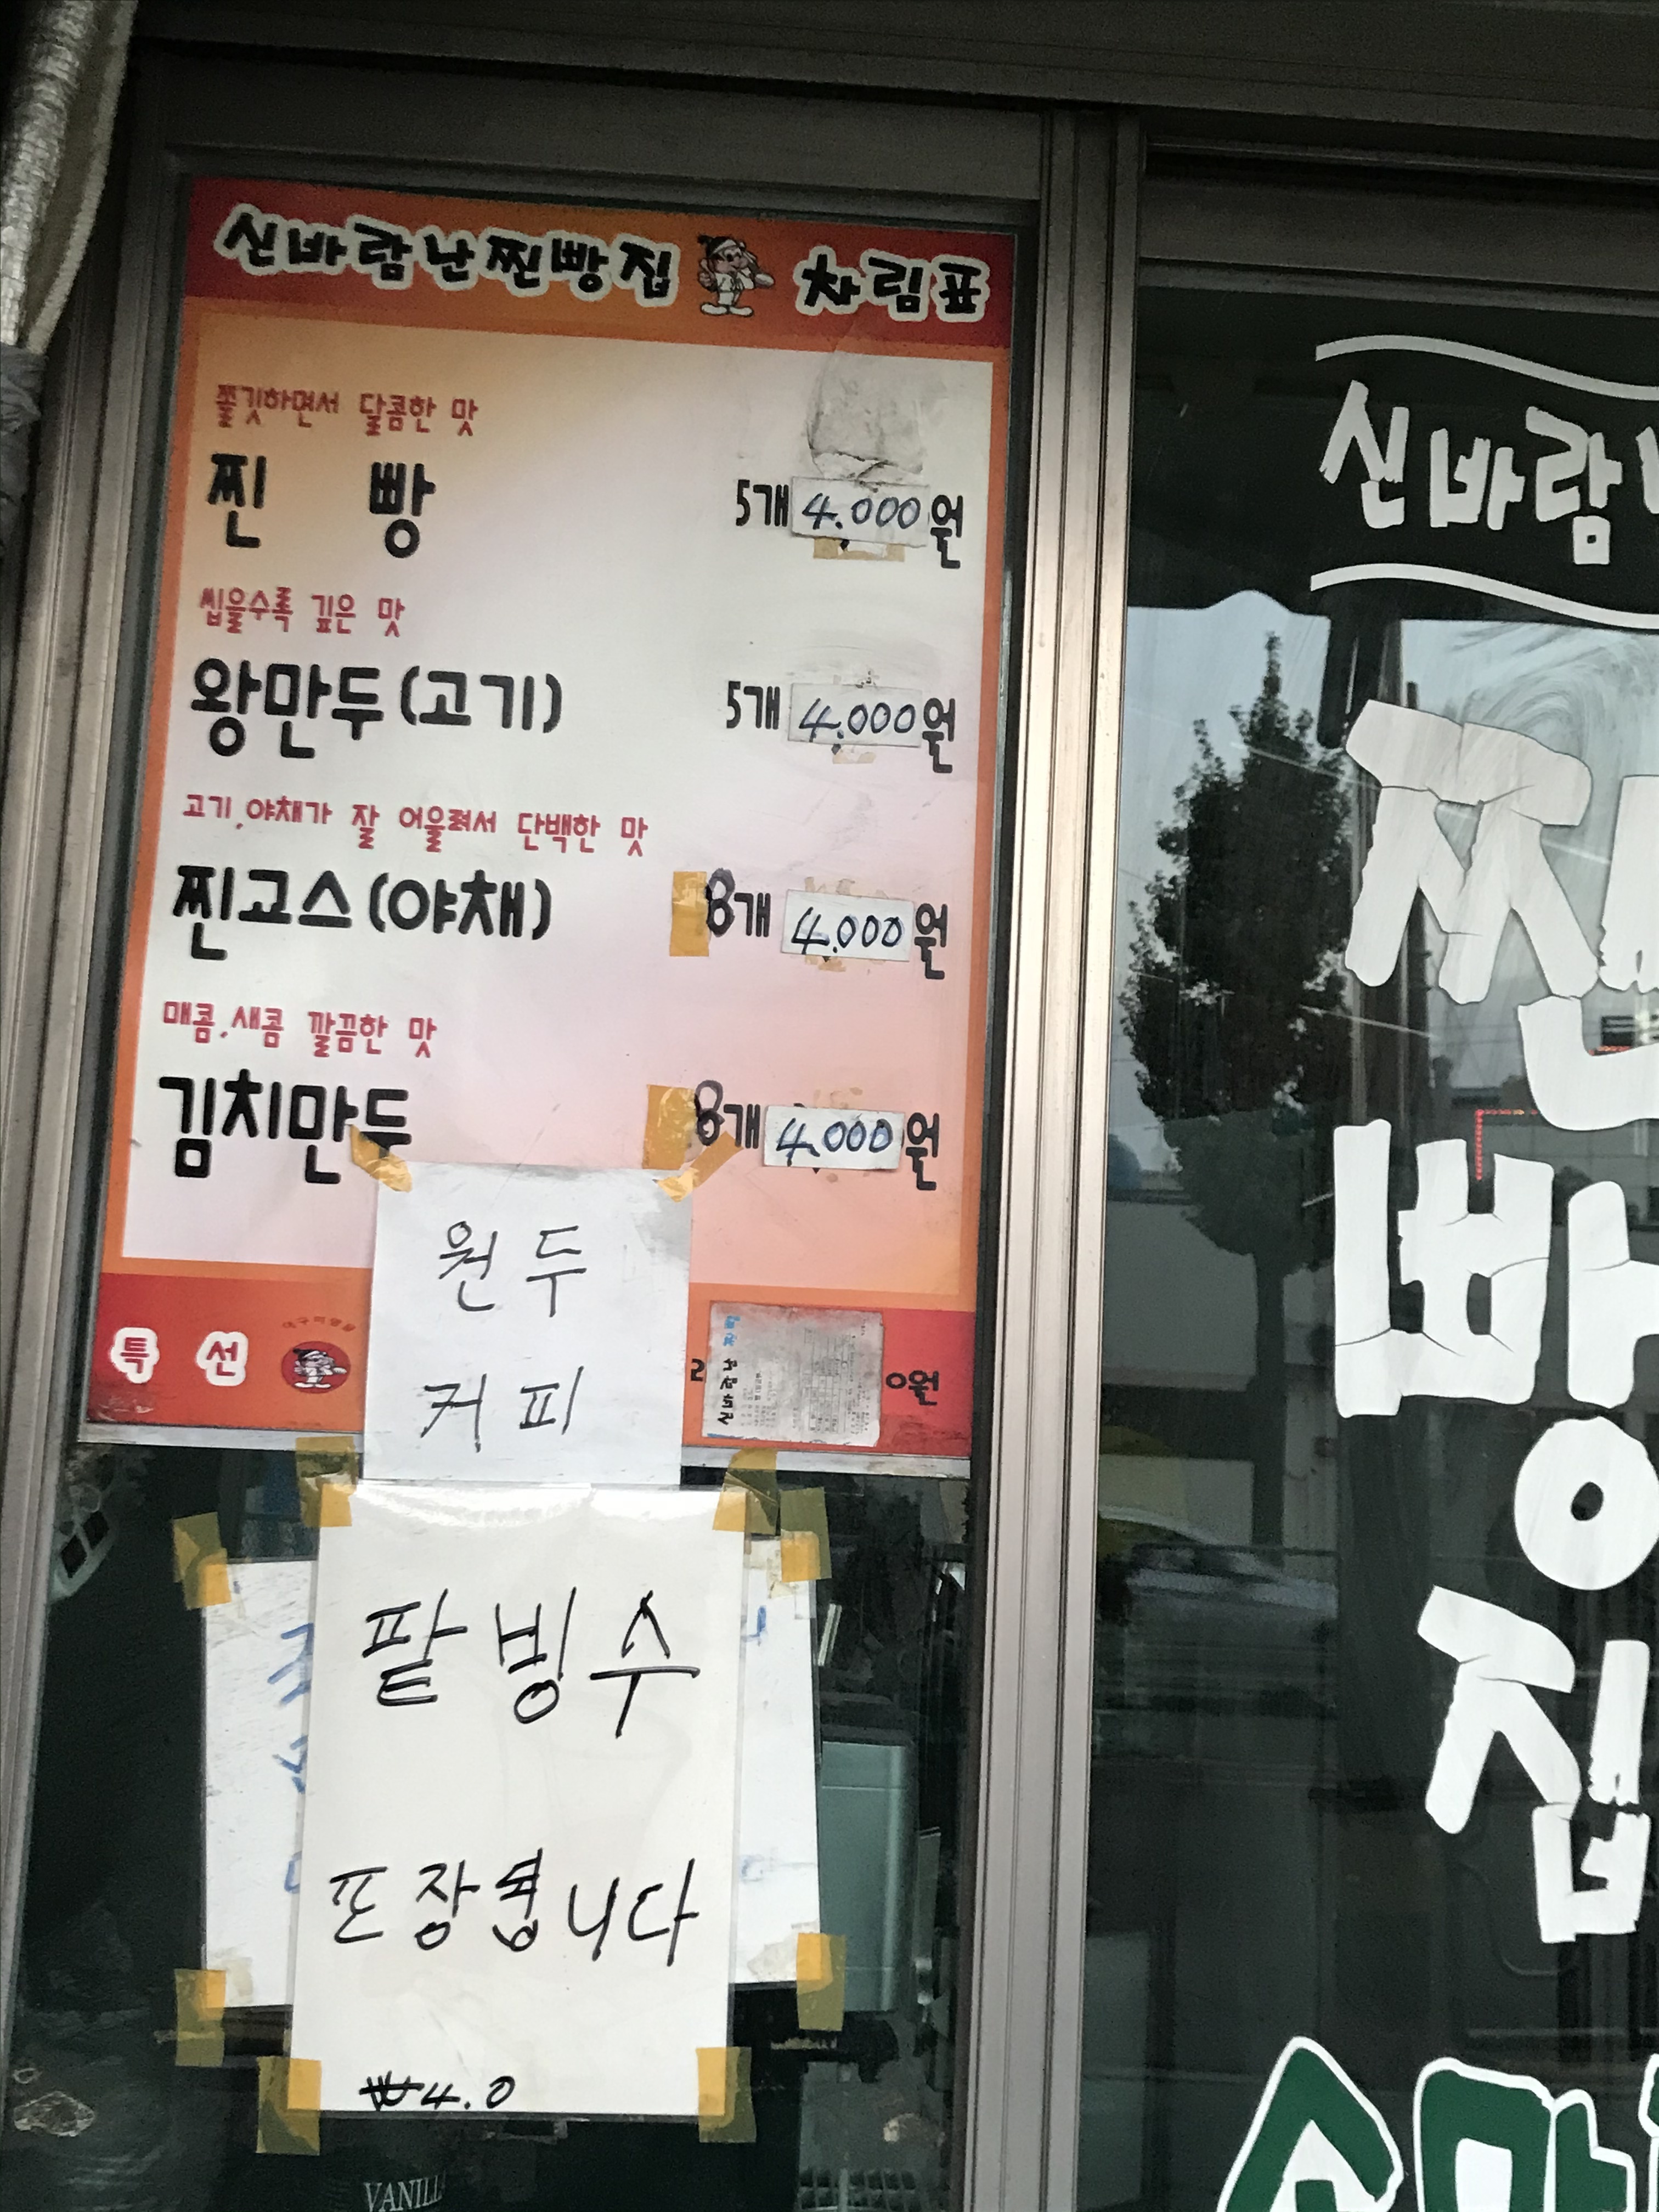 신바람난찐빵집 차림표
쫄깃하면서 달콤한 맛
찐 빵 5개 4.000원
씹을수록 깊은 맛
왕만두(고기) 5개 4.000원
고기,야채가 잘 어울려서 단백한 맛
찐교스(야채) 8개 4.000원
매콤,새콤 깔끔한 맛
김치만두 8개 4.000원
원두
커피
특선 0원
팥빙수
포장됩니다
₩4.0
VANILL
신바람
찐
빵
집